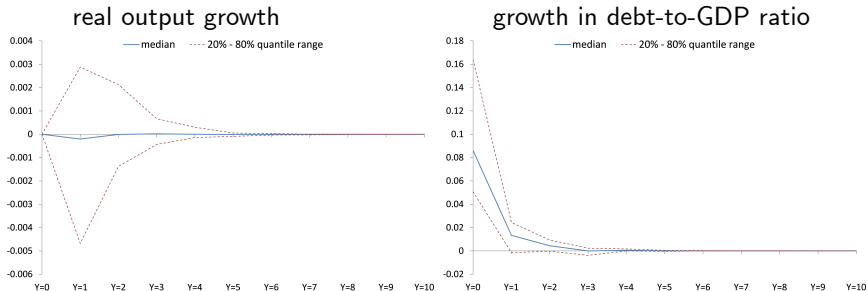 real output growth
median
20% - 80% quantile range
0.004
0.003
0.002
0.001
0
-0.001
-0.002
-0.003
-0.004
-0.005
-0.006
Y=0 Y=1 Y=2 Y=3 Y=4 Y=5 Y=6 Y=7 Y=8 Y=9 Y=10
growth in debt-to-GDP ratio
median
20% - 80% quantile range
0.18
0.16
0.14
0.12
0.1
0.08
0.06
0.04
0.02
0
-0.02
Y=0 Y=1 Y=2 Y=3 Y=4 Y=5 Y=6 Y=7 Y=8 Y=9 Y=10